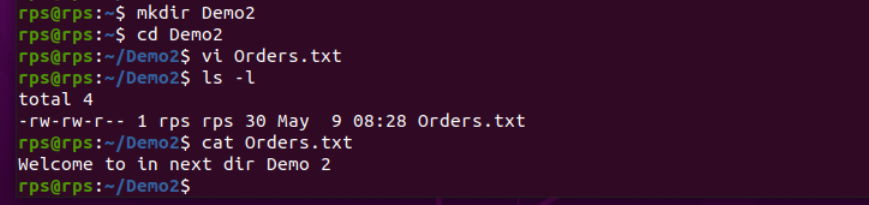 rps@rps:~$ mkdir Demo2
rps@rps:~$ cd Demo2
rps@rps:~/Demo2$ vi Orders.txt
rps@rps:~/Demo2$ ls -l
total 4
-rw-rw-r-- 1 rps rps 30 May  9 08:28 Orders.txt
rps@rps:~/Demo2$ cat Orders.txt
Welcome to in next dir Demo 2
rps@rps:~/Demo2$